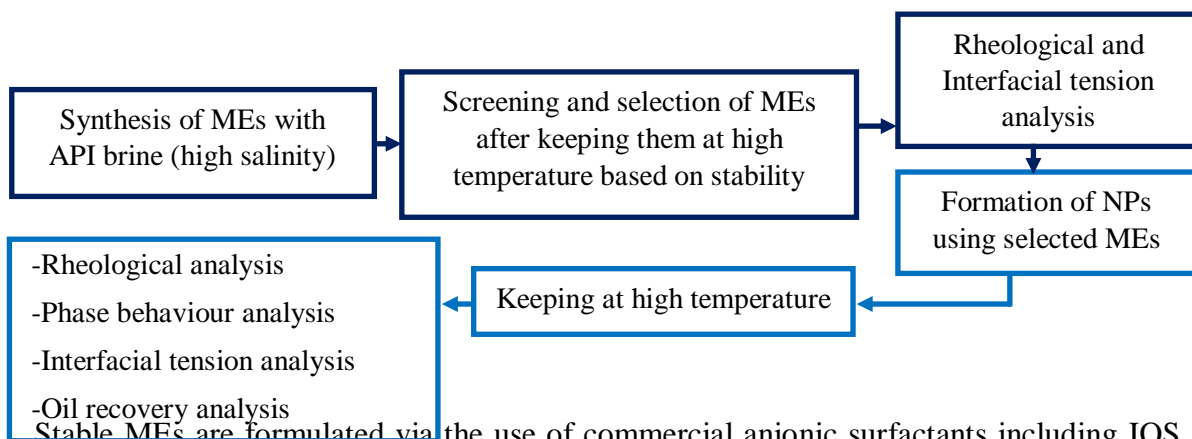 Synthesis of MEs with
API brine (high salinity)
Screening and selection of MEs
after keeping them at high
temperature based on stability
Rheological and
Interfacial tension
analysis
Formation of NPs
using selected MEs
Keeping at high temperature
-Rheological analysis
-Phase behaviour analysis
-Interfacial tension analysis
-Oil recovery analysis
Stable MEs are formulated via the use of commercial anionic surfactants including IOS